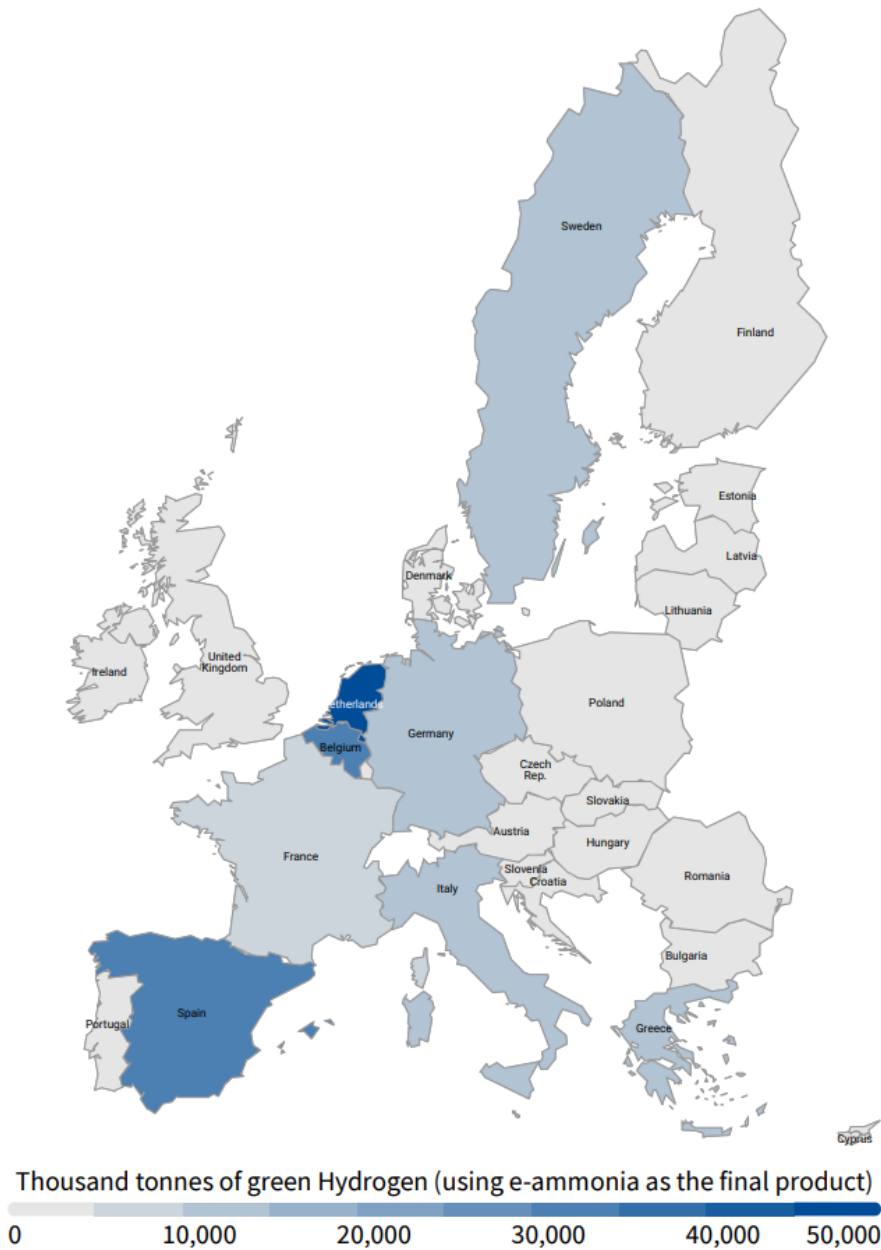 Sweden
Finland
Estonia
Latvia
Denmark
Lithuania
United
Kingdom
Ireland
etherlands
Poland
Germany
Belgium
Czech
Rep.
Slovakia
Austria
Hungary
France
Slovenia
Romania
Croatia
Italy
Bulgaria
Spain
Portugal
Greece
Cyprus
Thousand tonnes of green Hydrogen (using e-ammonia as the final product)
0 10,000 20,000 30,000 40,000 50,000